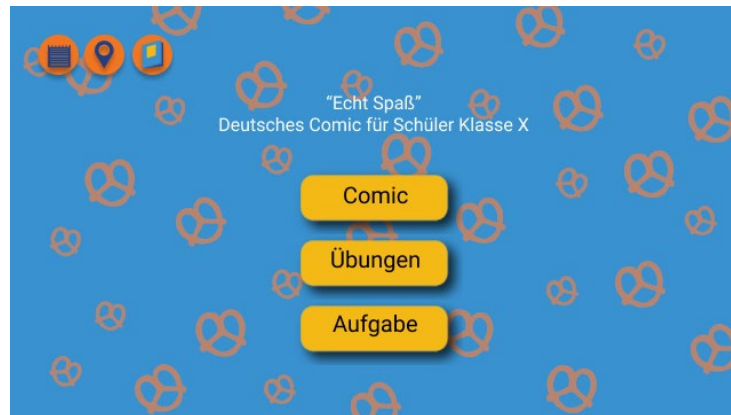 “Echt Spaß”
Deutsches Comic für Schüler Klasse X
Comic
Übungen
Aufgabe